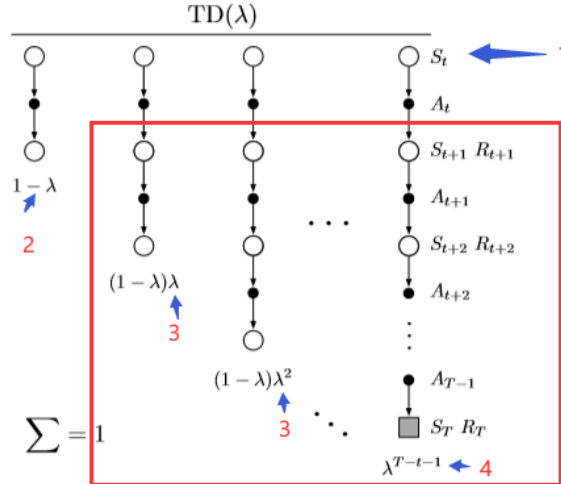 TD(λ)
S_t
A_t
S_{t+1} R_{t+1}
1 − λ
2
A_{t+1}
· · ·
S_{t+2} R_{t+2}
(1 − λ)λ
3
A_{t+2}
(1 − λ)λ^2
3
A_{T−1}
∑ = 1
S_T R_T
λ^{T−t−1}
4